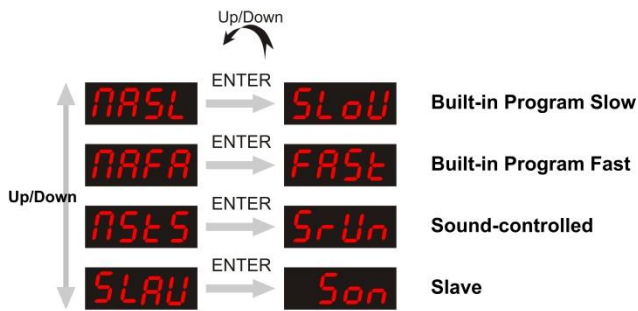 Up/Down
ENTER
NASL SLoU Built-in Program Slow
ENTER
NAFA FASt Built-in Program Fast
Up/Down
ENTER
NStS SrUn Sound-controlled
ENTER
SLAU Son Slave